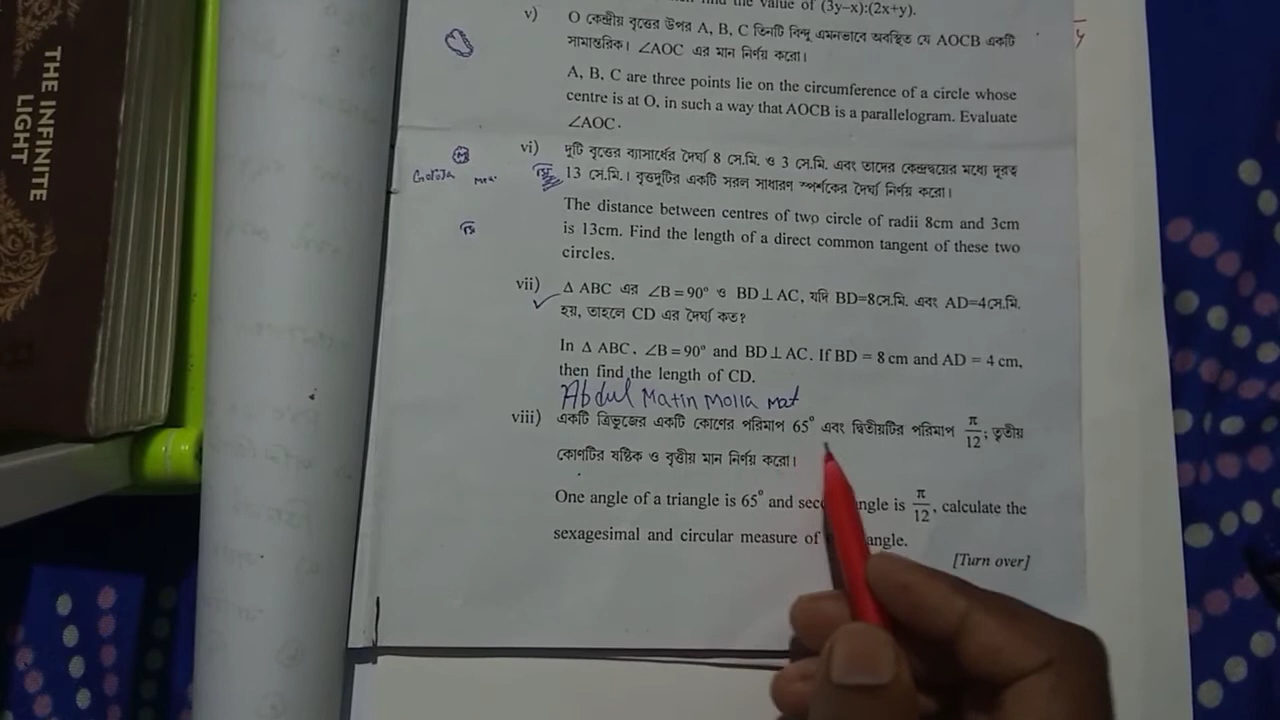 find the value of (3y–x):(2x+y).
v) O কেন্দ্রীয় বৃত্তের উপর A, B, C তিনটি বিন্দু এমনভাবে অবস্থিত যে AOCB একটি
সামান্তরিক। ∠AOC এর মান নির্ণয় করো।
A, B, C are three points lie on the circumference of a circle whose
centre is at O, in such a way that AOCB is a parallelogram. Evaluate
∠AOC.
vi) দুটি বৃত্তের ব্যাসার্ধের দৈর্ঘ্য 8 সে.মি. ও 3 সে.মি. এবং তাদের কেন্দ্রদ্বয়ের মধ্যে দূরত্ব
13 সে.মি.। বৃত্তদুটির একটি সরল সাধারণ স্পর্শকের দৈর্ঘ্য নির্ণয় করো।
The distance between centres of two circle of radii 8cm and 3cm
is 13cm. Find the length of a direct common tangent of these two
circles.
vii) Δ ABC এর ∠B = 90° ও BD ⊥ AC, যদি BD=8সে.মি. এবং AD=4সে.মি.
হয়, তাহলে CD এর দৈর্ঘ্য কত?
In Δ ABC, ∠B = 90° and BD ⊥ AC. If BD = 8 cm and AD = 4 cm,
then find the length of CD.
Abdul Matin Molla Mat
viii) একটি ত্রিভুজের একটি কোণের পরিমাপ 65° এবং দ্বিতীয়টির পরিমাপ π/12; তৃতীয়
কোণটির ষষ্টিক ও বৃত্তীয় মান নির্ণয় করো।
One angle of a triangle is 65° and angle is π/12, calculate the
sexagesimal and circular measure of angle.
[Turn over]
THE INFINITE
LIGHT